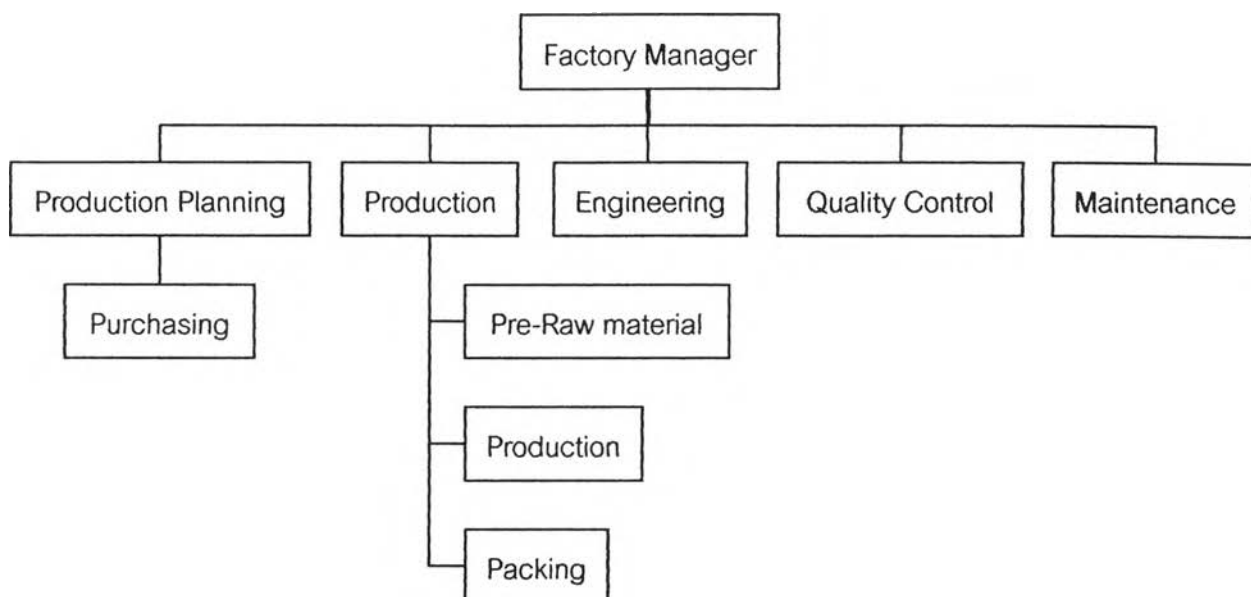 Factory Manager
Production Planning
Production
Engineering
Quality Control
Maintenance
Purchasing
Pre-Raw material
Production
Packing